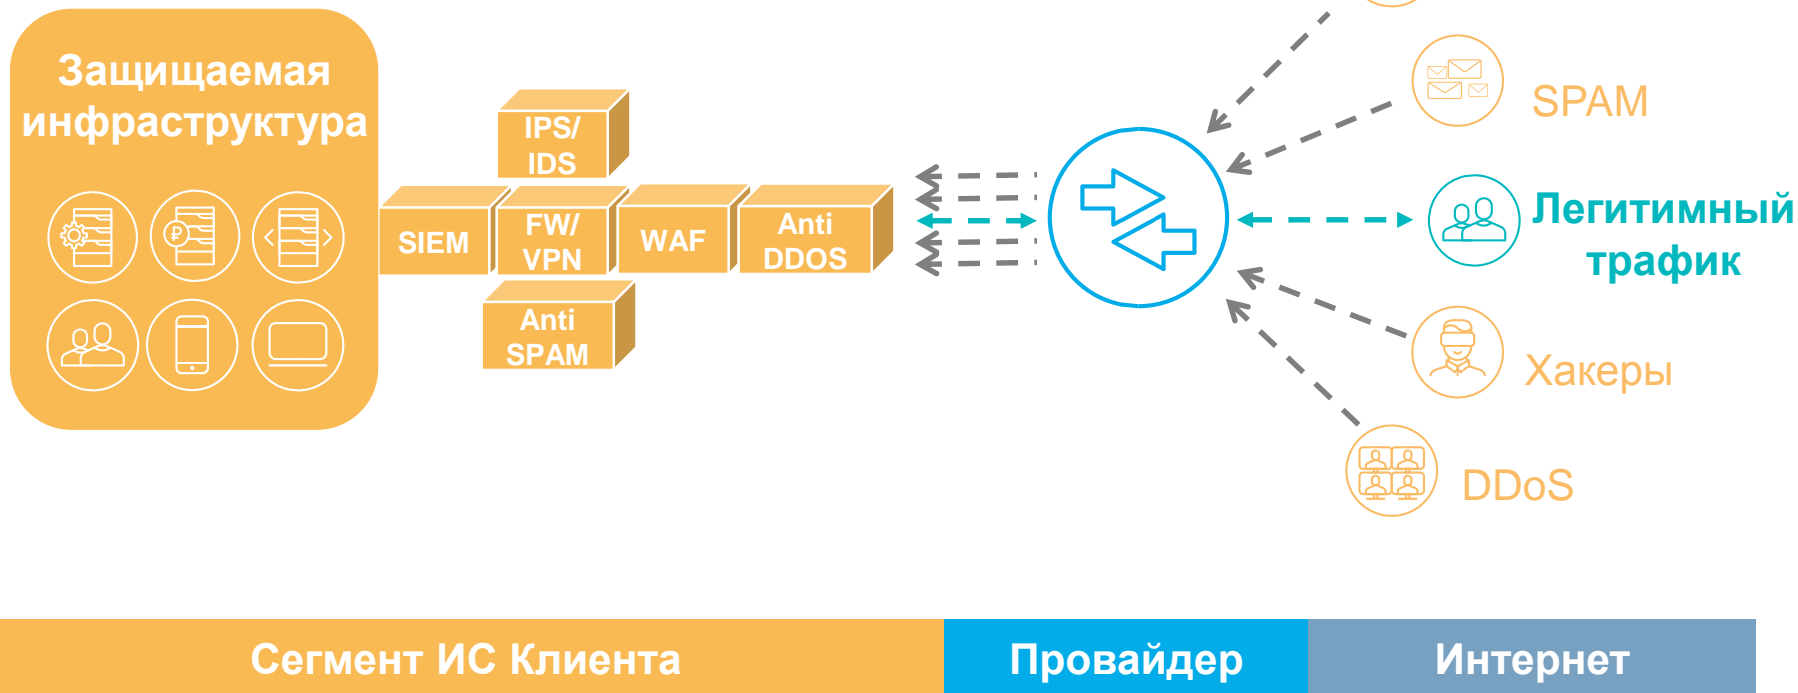 Защищаемая
инфраструктура
IPS/
IDS
SIEM
FW/
VPN
WAF
Anti
DDOS
Anti
SPAM
SPAM
Легитимный
трафик
Хакеры
DDoS
Сегмент ИС Клиента
Провайдер
Интернет